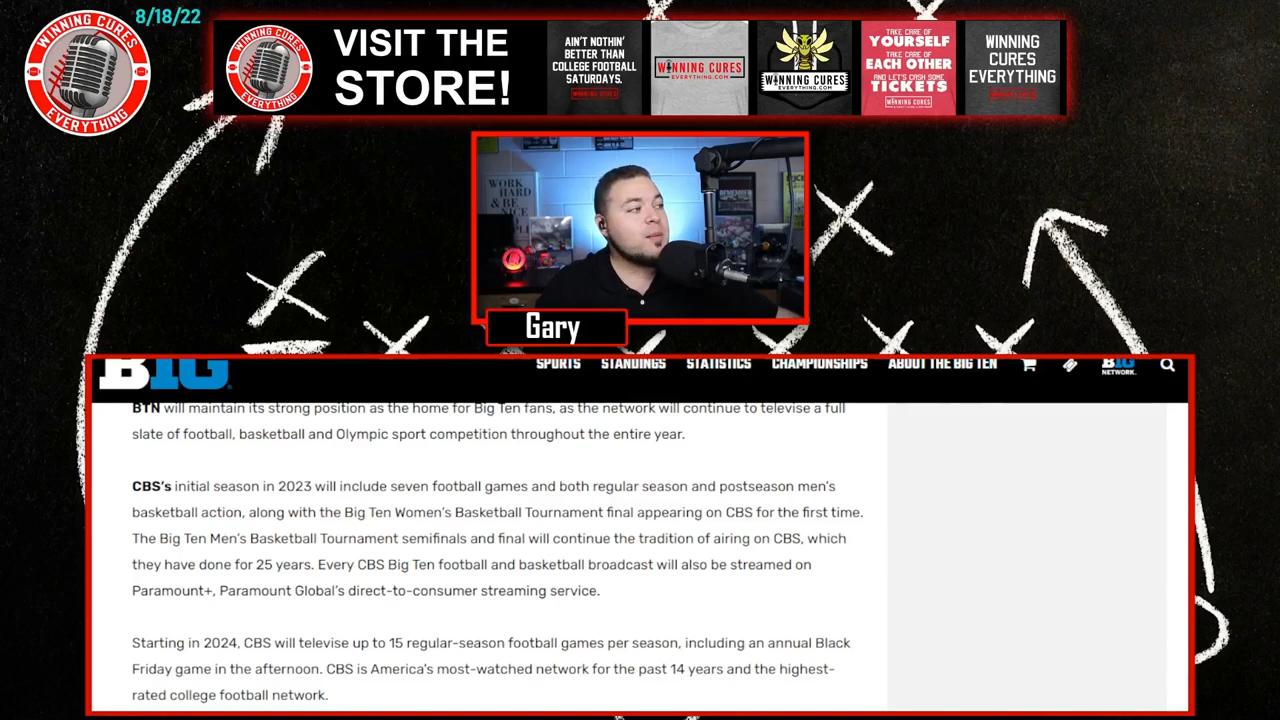 8/18/22
WINNING CURES
EVERYTHING
WINNING CURES
EVERYTHING
VISIT THE
STORE!
AIN'T NOTHIN'
BETTER THAN
COLLEGE FOOTBALL
SATURDAYS.
WINNING CURES
EVERYTHING.COM
WINNING CURES
EVERYTHING.COM
TAKE CARE OF
YOURSELF
TAKE CARE OF
EACH OTHER
AND LET'S CASH SOME
TICKETS
WINNING CURES
WINNING
CURES
EVERYTHING
WORK
HARD
& BE
NICE
Gary
BIG
SPORTS STANDINGS STATISTICS CHAMPIONSHIPS ABOUT THE BIG TEN
BIG
NETWORK.
BTN will maintain its strong position as the home for Big Ten fans, as the network will continue to televise a full
slate of football, basketball and Olympic sport competition throughout the entire year.
CBS's initial season in 2023 will include seven football games and both regular season and postseason men's
basketball action, along with the Big Ten Women's Basketball Tournament final appearing on CBS for the first time.
The Big Ten Men's Basketball Tournament semifinals and final will continue the tradition of airing on CBS, which
they have done for 25 years. Every CBS Big Ten football and basketball broadcast will also be streamed on
Paramount+, Paramount Global's direct-to-consumer streaming service.
Starting in 2024, CBS will televise up to 15 regular-season football games per season, including an annual Black
Friday game in the afternoon. CBS is America's most-watched network for the past 14 years and the highest-
rated college football network.